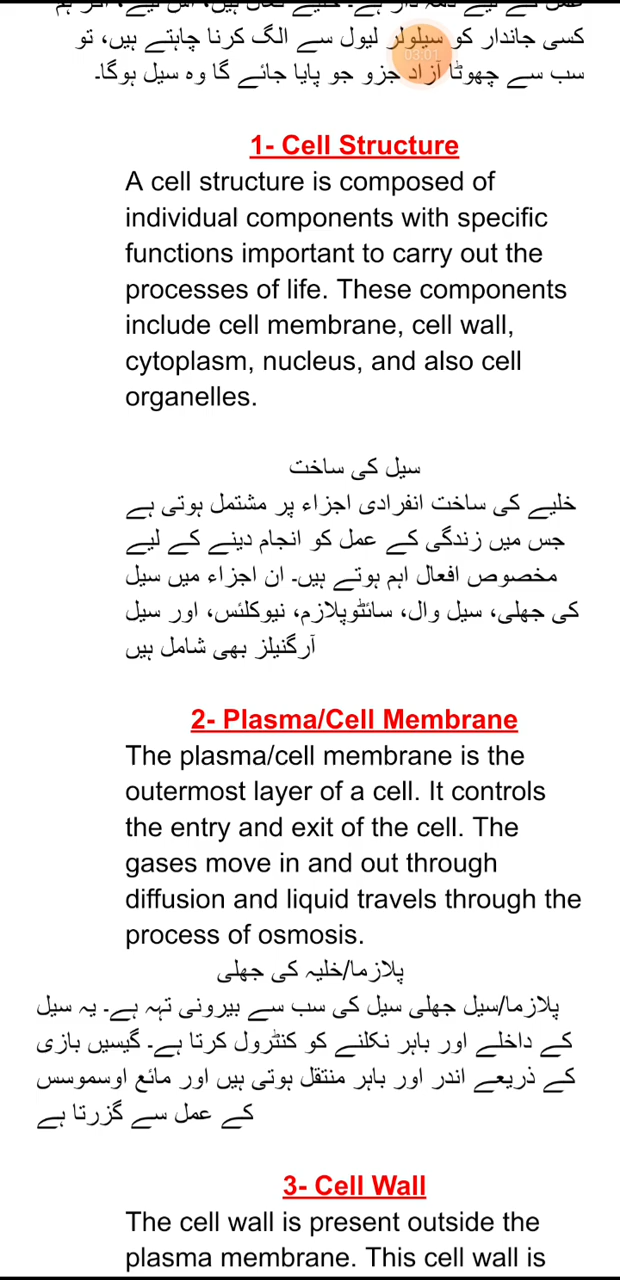 کسی جاندار کو سیلولر لیول سے الگ کرنا چاہتے ہیں، تو
سب سے چھوٹا آزاد جزو جو پایا جائے گا وہ سیل ہوگا۔
03:01
1- Cell Structure
A cell structure is composed of
individual components with specific
functions important to carry out the
processes of life. These components
include cell membrane, cell wall,
cytoplasm, nucleus, and also cell
organelles.
سیل کی ساخت
خلیے کی ساخت انفرادی اجزاء پر مشتمل ہوتی ہے
جس میں زندگی کے عمل کو انجام دینے کے لیے
مخصوص افعال اہم ہوتے ہیں۔ ان اجزاء میں سیل
کی جھلی، سیل وال، سائٹوپلازم، نیوکلئس، اور سیل
آرگنیلز بھی شامل ہیں
2- Plasma/Cell Membrane
The plasma/cell membrane is the
outermost layer of a cell. It controls
the entry and exit of the cell. The
gases move in and out through
diffusion and liquid travels through the
process of osmosis.
پلازما/خلیہ کی جھلی
پلازما/سیل جھلی سیل کی سب سے بیرونی تہہ ہے۔ یہ سیل
کے داخلے اور باہر نکلنے کو کنٹرول کرتا ہے۔ گیسیں بازی
کے ذریعے اندر اور باہر منتقل ہوتی ہیں اور مائع اوسموسس
کے عمل سے گزرتا ہے
3- Cell Wall
The cell wall is present outside the
plasma membrane. This cell wall is